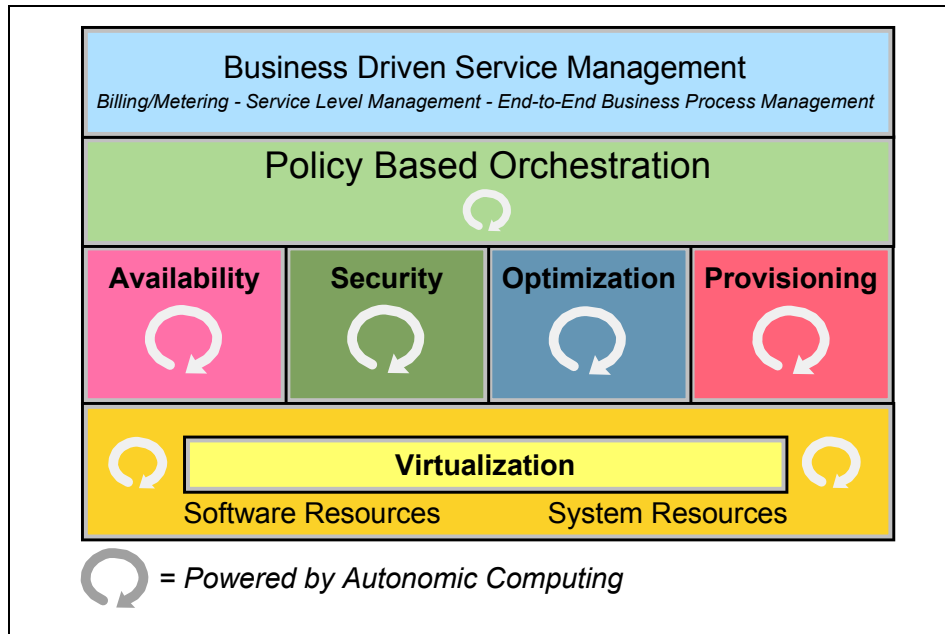 Business Driven Service Management
Billing/Metering - Service Level Management - End-to-End Business Process Management
Policy Based Orchestration
Availability
Security
Optimization
Provisioning
Virtualization
Software Resources
System Resources
= Powered by Autonomic Computing